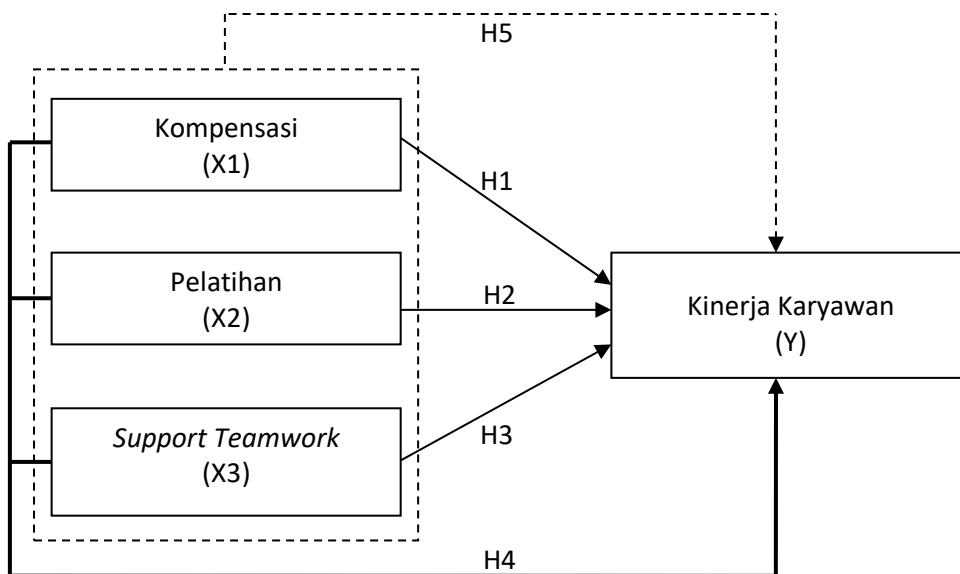 H5
Kompensasi
(X1)
H1
Pelatihan
(X2)
H2
Kinerja Karyawan
(Y)
Support Teamwork
(X3)
H3
H4